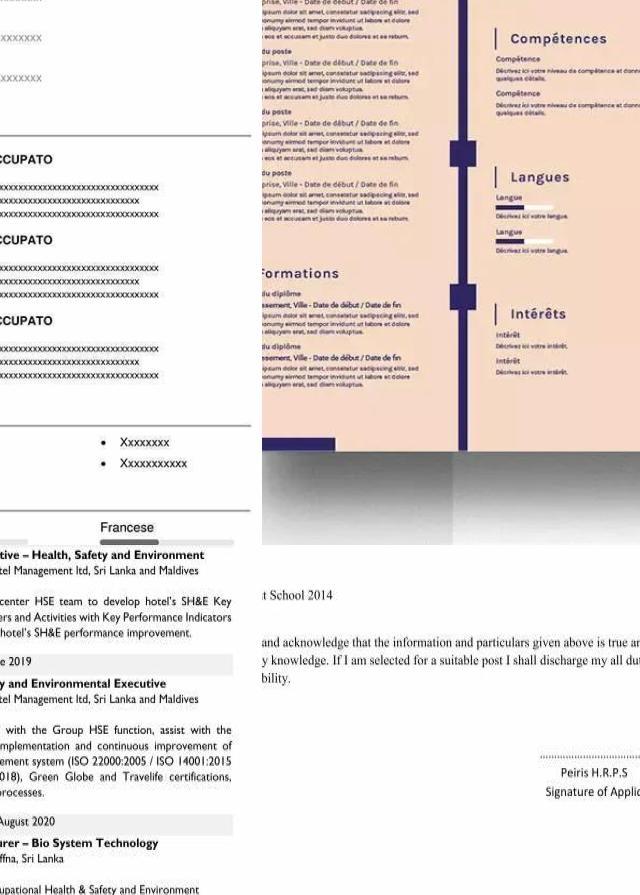 xxxxxxx
xxxxxxx
CCUPATO
xxxxxxxxxxxxxxxxxxxxxxxxxxxxxxx
xxxxxxxxxxxxxxxxxxxxxxxxxxx
xxxxxxxxxxxxxxxxxxxxxxxxxxxxxxx
CCUPATO
xxxxxxxxxxxxxxxxxxxxxxxxxxxxxxx
xxxxxxxxxxxxxxxxxxxxxxxxxxx
xxxxxxxxxxxxxxxxxxxxxxxxxxxxxxx
CCUPATO
xxxxxxxxxxxxxxxxxxxxxxxxxxxxxxx
xxxxxxxxxxxxxxxxxxxxxxxxxxx
xxxxxxxxxxxxxxxxxxxxxxxxxxxxxxx
• Xxxxxxxx
• Xxxxxxxxxxx
Francese
tive – Health, Safety and Environment
tel Management ltd, Sri Lanka and Maldives
center HSE team to develop hotel's SH&E Key
ers and Activities with Key Performance Indicators
hotel's SH&E performance improvement.
e 2019
y and Environmental Executive
tel Management ltd, Sri Lanka and Maldives
with the Group HSE function, assist with the
mplementation and continuous improvement of
ement system (ISO 22000:2005 / ISO 14001:2015
018), Green Globe and Travelife certifications,
processes.
August 2020
urer – Bio System Technology
ffna, Sri Lanka
upational Health & Safety and Environment
prise, Ville - Date de début / Date de fin
ipsum dolor sit amet, consetetur sadipscing elitr, sed
nonumy eirmod tempor invidunt ut labore et dolore
aliquyam erat, sed diam voluptua.
eos et accusam et justo duo dolores et ea rebum.
du poste
prise, Ville - Date de début / Date de fin
ipsum dolor sit amet, consetetur sadipscing elitr, sed
nonumy eirmod tempor invidunt ut labore et dolore
aliquyam erat, sed diam voluptua.
eos et accusam et justo duo dolores et ea rebum.
du poste
prise, Ville - Date de début / Date de fin
ipsum dolor sit amet, consetetur sadipscing elitr, sed
nonumy eirmod tempor invidunt ut labore et dolore
aliquyam erat, sed diam voluptua.
eos et accusam et justo duo dolores et ea rebum.
du poste
prise, Ville - Date de début / Date de fin
ipsum dolor sit amet, consetetur sadipscing elitr, sed
nonumy eirmod tempor invidunt ut labore et dolore
aliquyam erat, sed diam voluptua.
eos et accusam et justo duo dolores et ea rebum.
Formations
du diplôme
ssement, Ville - Date de début / Date de fin
ipsum dolor sit amet, consetetur sadipscing elitr, sed
nonumy eirmod tempor invidunt ut labore et dolore
aliquyam erat, sed diam voluptua.
du diplôme
ssement, Ville - Date de début / Date de fin
ipsum dolor sit amet, consetetur sadipscing elitr, sed
nonumy eirmod tempor invidunt ut labore et dolore
aliquyam erat, sed diam voluptua.
Compétences
Compétence
Décrivez ici votre niveau de compétence et donne
quelques détails.
Compétence
Décrivez ici votre niveau de compétence et donne
quelques détails.
Langues
Langue
Décrivez ici votre langue.
Langue
Décrivez ici votre langue.
Intérêts
Intérêt
Décrivez ici votre intérêt.
Intérêt
Décrivez ici votre intérêt.
t School 2014
and acknowledge that the information and particulars given above is true an
y knowledge. If I am selected for a suitable post I shall discharge my all dut
bility.
Peiris H.R.P.S
Signature of Applic